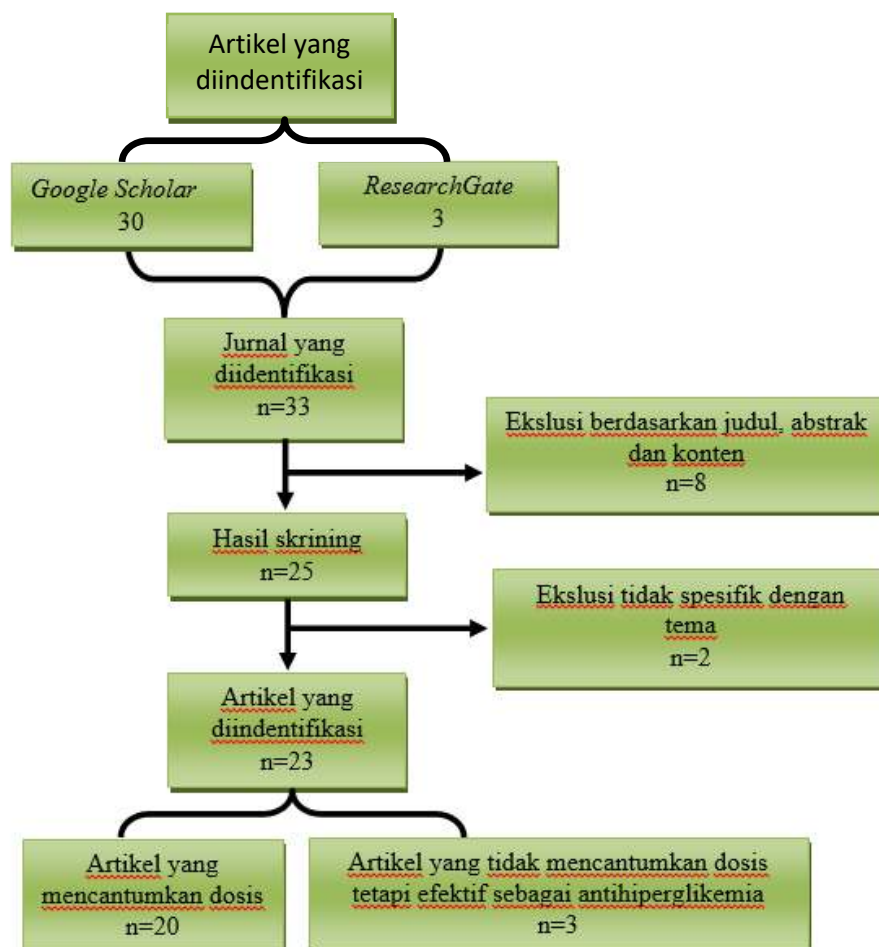 Artikel yang
diindentifikasi
Google Scholar
30
ResearchGate
3
Jurnal yang
diidentifikasi
n=33
Ekslusi berdasarkan judul, abstrak
dan konten
n=8
Hasil skrining
n=25
Ekslusi tidak spesifik dengan
tema
n=2
Artikel yang
diindentifikasi
n=23
Artikel yang
mencantumkan dosis
n=20
Artikel yang tidak mencantumkan dosis
tetapi efektif sebagai antihiperglikemia
n=3